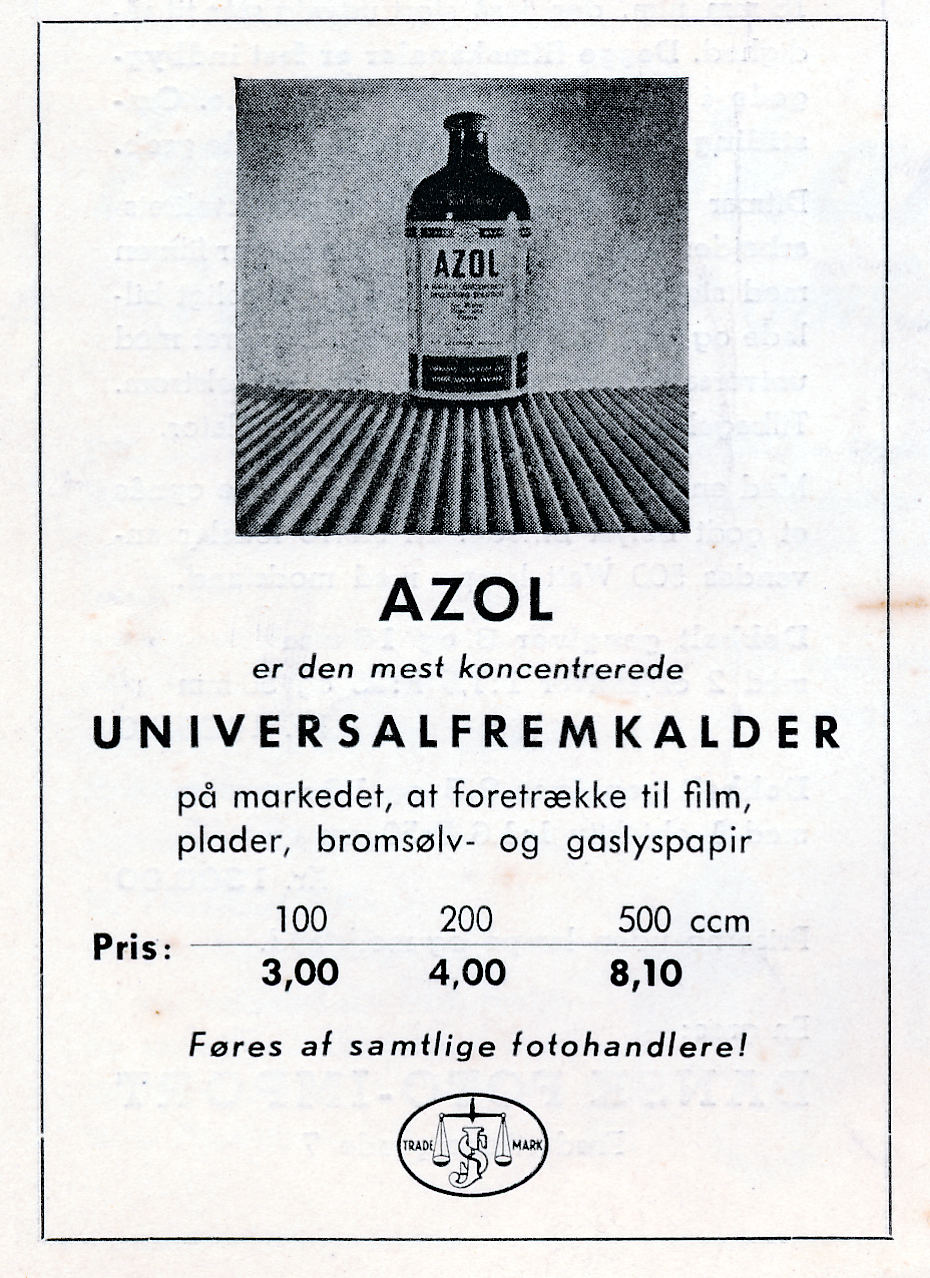 AZOL
AZOL
er den mest koncentrerede
UNIVERSALFREMKALDER
på markedet, at foretrække til film,
plader, bromsølv- og gaslyspapir
100 200 500 ccm
Pris:
3,00 4,00 8,10
Føres af samtlige fotohandlere!
TRADE JS MARK